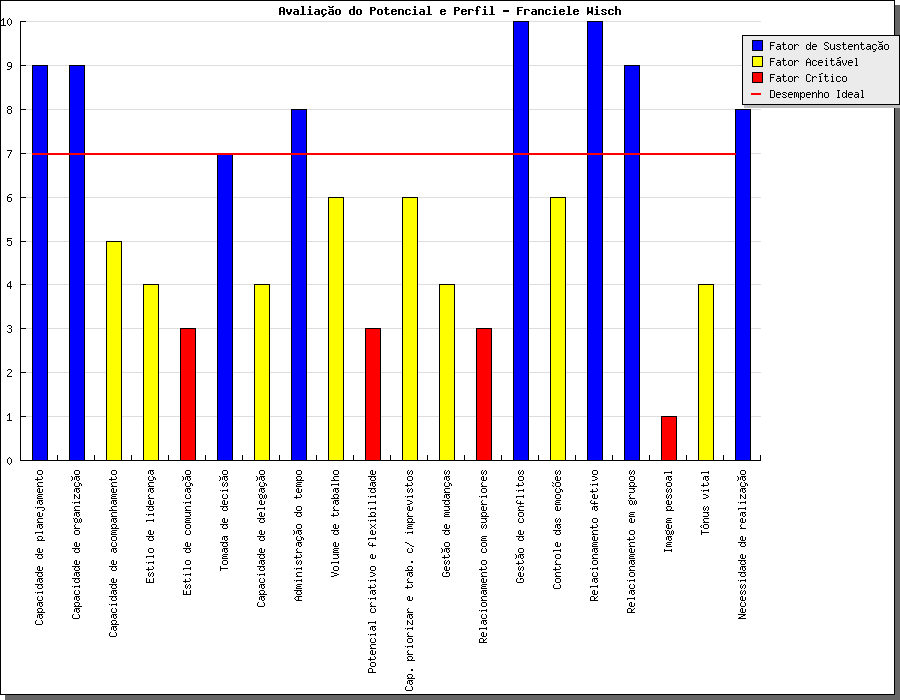 Avaliação do Potencial e Perfil - Franciele Wisch
10
9
8
7
6
5
4
3
2
1
0
Fator de Sustentação
Fator Aceitável
Fator Crítico
Desempenho Ideal
Capacidade de planejamento
Capacidade de organização
Capacidade de acompanhamento
Estilo de liderança
Estilo de comunicação
Tomada de decisão
Capacidade de delegação
Administração do tempo
Volume de trabalho
Potencial criativo e flexibilidade
Cap. priorizar e trab. c/ imprevistos
Gestão de mudanças
Relacionamento com superiores
Gestão de conflitos
Controle das emoções
Relacionamento afetivo
Relacionamento em grupos
Imagem pessoal
Tônus vital
Necessidade de realização